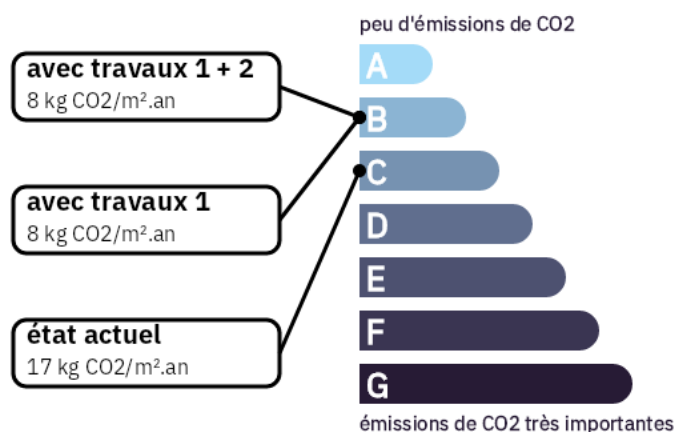 peu d'émissions de CO2
avec travaux 1 + 2
8 kg CO2/m².an
avec travaux 1
8 kg CO2/m².an
état actuel
17 kg CO2/m².an
A
B
C
D
E
F
G
émissions de CO2 très importantes